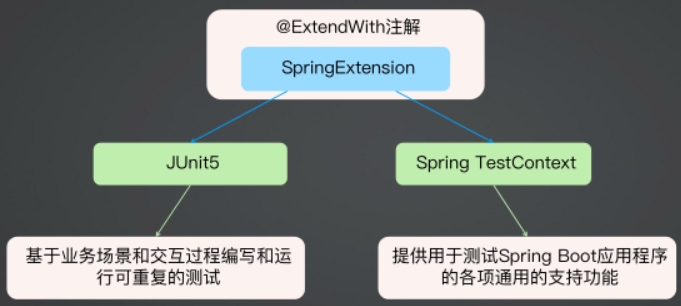 @ExtendWith注解
SpringExtension
JUnit5
Spring TestContext
基于业务场景和交互过程编写和运
行可重复的测试
提供用于测试Spring Boot应用程序
的各项通用的支持功能